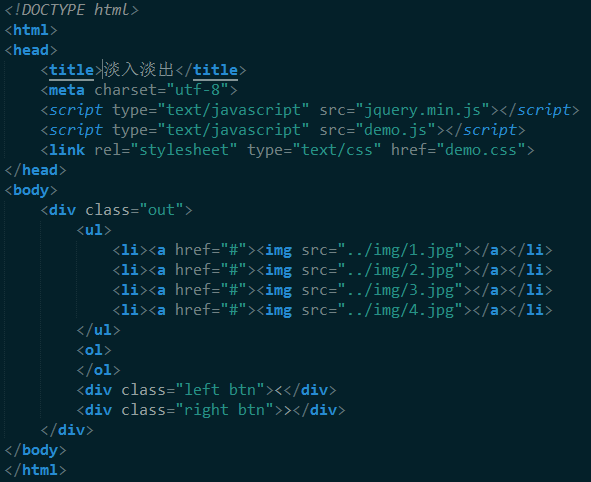 <!DOCTYPE html>
<html>
<head>
    <title>淡入淡出</title>
    <meta charset="utf-8">
    <script type="text/javascript" src="jquery.min.js"></script>
    <script type="text/javascript" src="demo.js"></script>
    <link rel="stylesheet" type="text/css" href="demo.css">
</head>
<body>
    <div class="out">
        <ul>
            <li><a href="#"><img src="../img/1.jpg"></a></li>
            <li><a href="#"><img src="../img/2.jpg"></a></li>
            <li><a href="#"><img src="../img/3.jpg"></a></li>
            <li><a href="#"><img src="../img/4.jpg"></a></li>
        </ul>
        <ol>
        </ol>
        <div class="left btn"><</div>
        <div class="right btn">></div>
    </div>
</body>
</html>